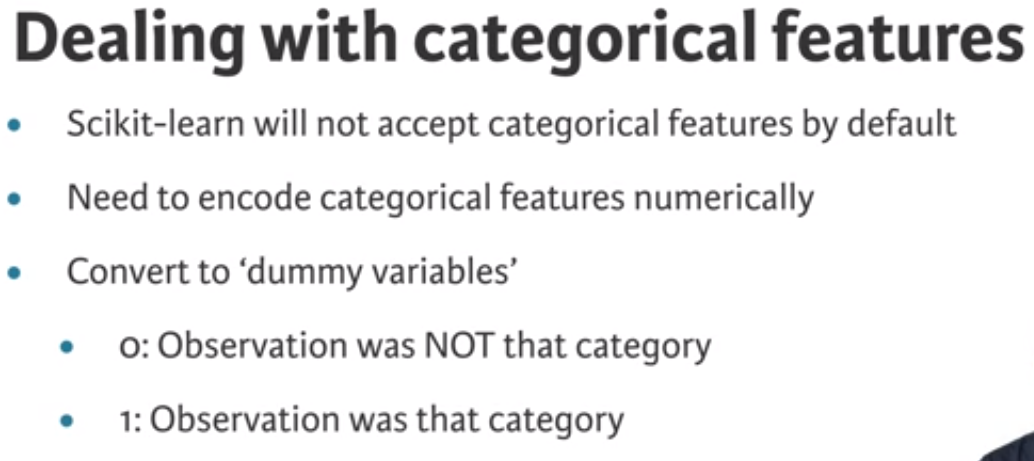 Dealing with categorical features
• Scikit-learn will not accept categorical features by default
• Need to encode categorical features numerically
• Convert to ‘dummy variables’
• 0: Observation was NOT that category
• 1: Observation was that category